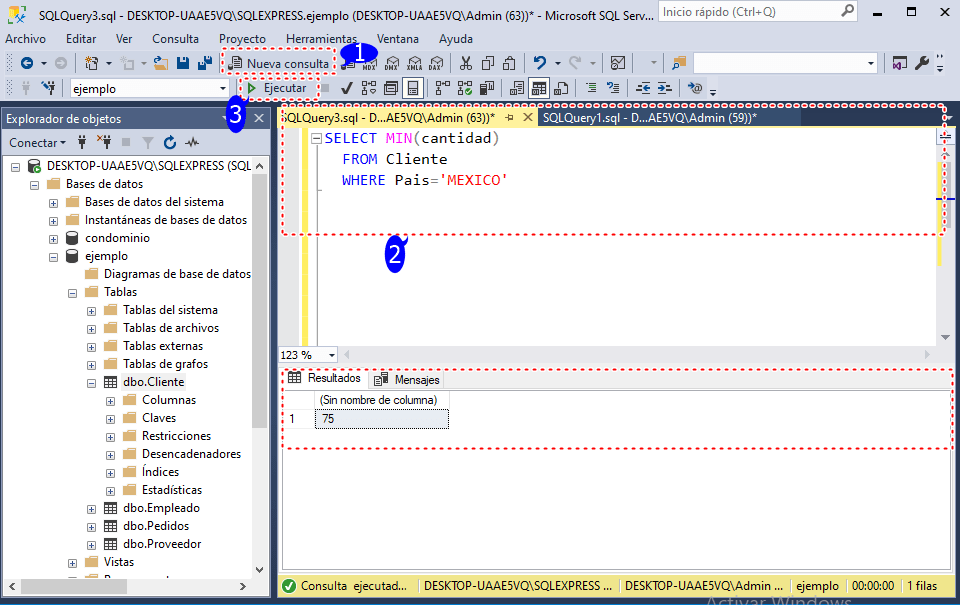 SQLQuery3.sql - DESKTOP-UAAE5VQ\SQLEXPRESS.ejemplo (DESKTOP-UAAE5VQ\Admin (63))* - Microsoft SQL Serv...
Inicio rápido (Ctrl+Q)
Archivo Editar Ver Consulta Proyecto Herramientas Ventana Ayuda
Nueva consulta MDX DMX XMLA DAX
1
ejemplo Ejecutar
3
Explorador de objetos
SQLQuery3.sql - D...AE5VQ\Admin (63))* SQLQuery1.sql - D...AE5VQ\Admin (59))*
Conectar
DESKTOP-UAAE5VQ\SQLEXPRESS (SQL
Bases de datos
Bases de datos del sistema
Instantáneas de bases de datos
condominio
ejemplo
Diagramas de base de datos
Tablas
Tablas del sistema
Tablas de archivos
Tablas externas
Tablas de grafos
dbo.Cliente
Columnas
Claves
Restricciones
Desencadenadores
Índices
Estadísticas
dbo.Empleado
dbo.Pedidos
dbo.Proveedor
Vistas
SELECT MIN(cantidad)
FROM Cliente
WHERE Pais='MEXICO'
2
123 %
Resultados Mensajes
(Sin nombre de columna)
1 75
Consulta ejecutad... DESKTOP-UAAE5VQ\SQLEXPRESS ... DESKTOP-UAAE5VQ\Admin ... ejemplo 00:00:00 1 filas
Activar Windows